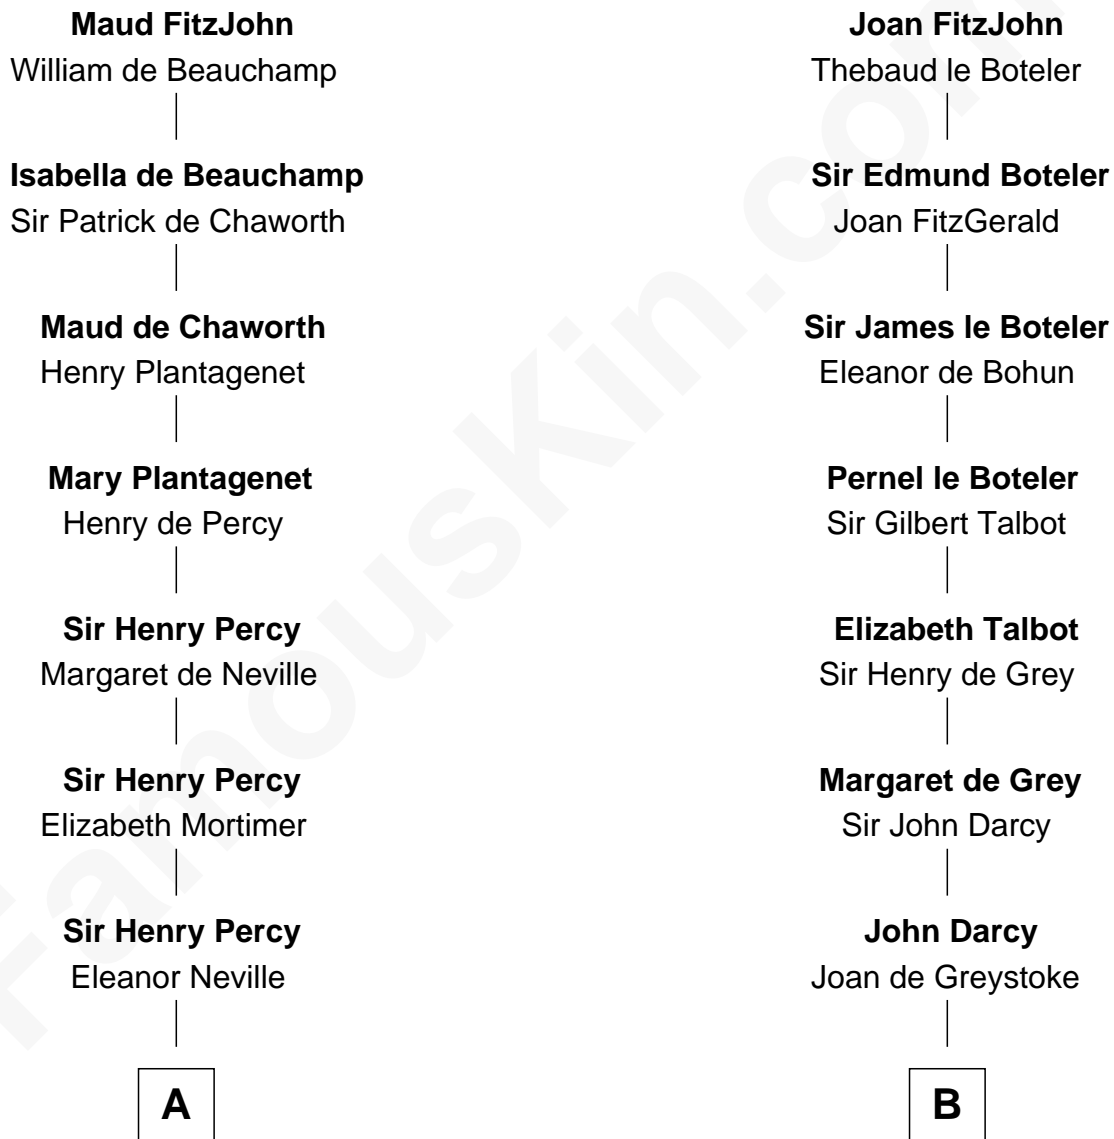 Maud FitzJohn
William de Beauchamp
Isabella de Beauchamp
Sir Patrick de Chaworth
Maud de Chaworth
Henry Plantagenet
Mary Plantagenet
Henry de Percy
Sir Henry Percy
Margaret de Neville
Sir Henry Percy
Elizabeth Mortimer
Sir Henry Percy
Eleanor Neville
A
Joan FitzJohn
Thebaud le Boteler
Sir Edmund Boteler
Joan FitzGerald
Sir James le Boteler
Eleanor de Bohun
Pernel le Boteler
Sir Gilbert Talbot
Elizabeth Talbot
Sir Henry de Grey
Margaret de Grey
Sir John Darcy
John Darcy
Joan de Greystoke
B
FamousKin.com